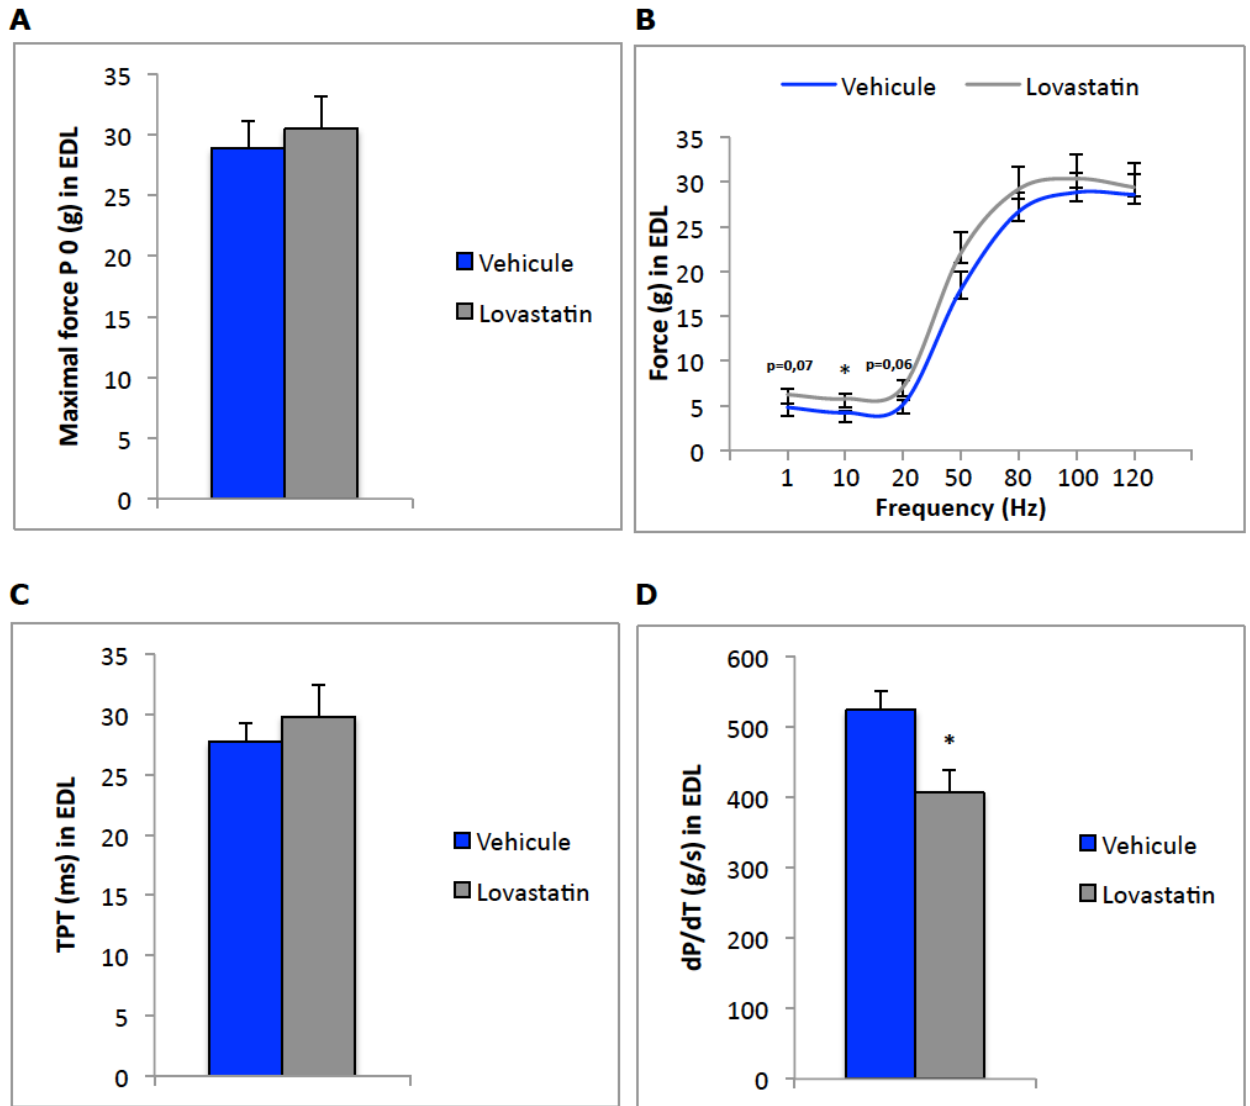 A
Maximal force P 0 (g) in EDL
35
30
25
20
15
10
5
0
Vehicule
Lovastatin
B
Vehicule
Lovastatin
Force (g) in EDL
35
30
25
20
15
10
5
0
p=0,07
*
p=0,06
1 10 20 50 80 100 120
Frequency (Hz)
C
TPT (ms) in EDL
35
30
25
20
15
10
5
0
Vehicule
Lovastatin
D
dP/dT (g/s) in EDL
600
500
400
300
200
100
0
*
Vehicule
Lovastatin